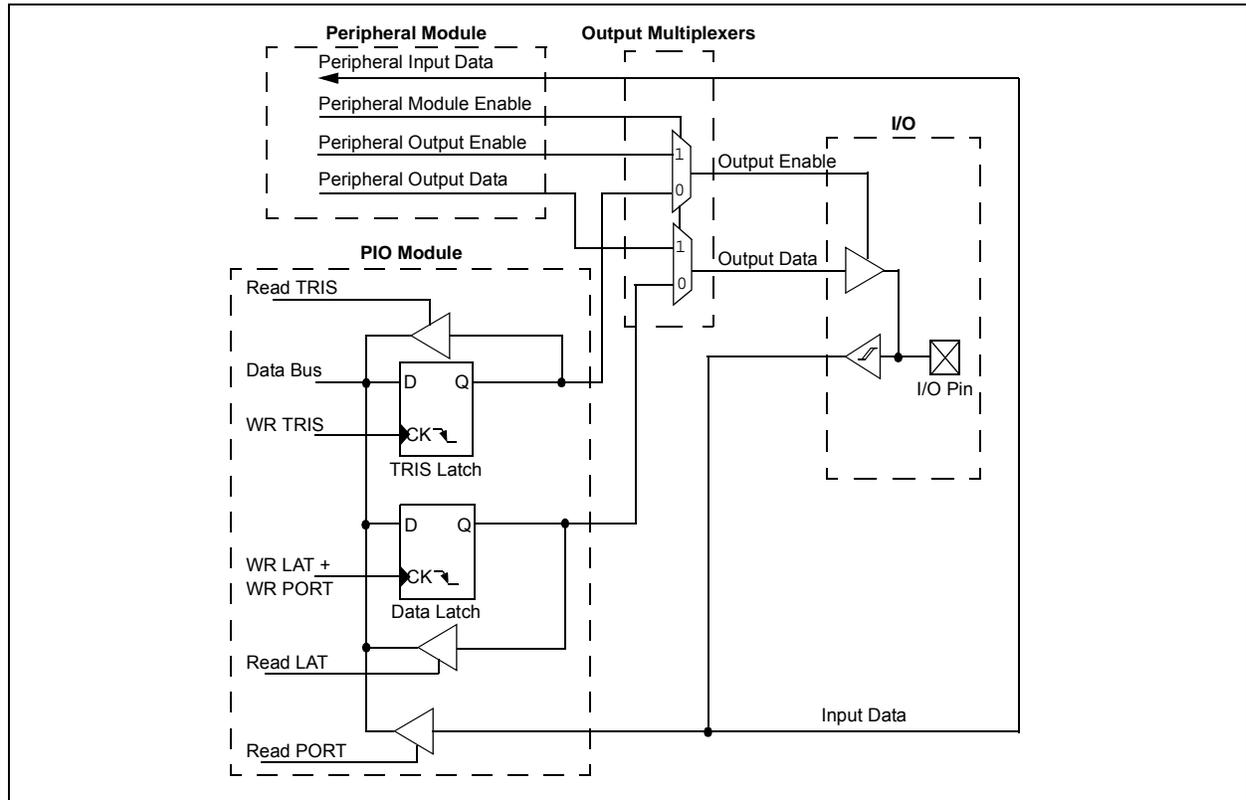 Peripheral Module
Output Multiplexers
Peripheral Input Data
Peripheral Module Enable
I/O
Peripheral Output Enable
1
Output Enable
Peripheral Output Data
0
PIO Module
1
Output Data
0
Read TRIS
Data Bus
D
Q
I/O Pin
WR TRIS
CK
TRIS Latch
D
Q
WR LAT +
WR PORT
CK
Data Latch
Read LAT
Input Data
Read PORT